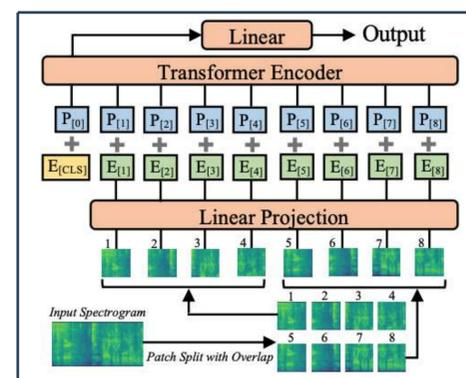 Linear Output
Transformer Encoder
P[0] P[1] P[2] P[3] P[4] P[5] P[6] P[7] P[8]
+ + + + + + + + +
E[CLS] E[1] E[2] E[3] E[4] E[5] E[6] E[7] E[8]
Linear Projection
1 2 3 4 5 6 7 8
Input Spectrogram
1 2 3 4
5 6 7 8
Patch Split with Overlap